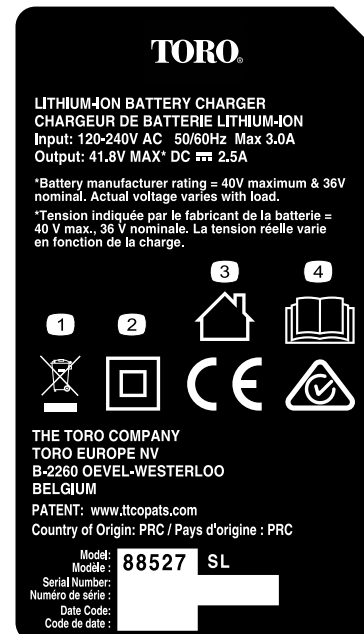 TORO®
LITHIUM-ION BATTERY CHARGER
CHARGEUR DE BATTERIE LITHIUM-ION
Input: 120-240V AC 50/60Hz Max 3.0A
Output: 41.8V MAX* DC 2.5A
*Battery manufacturer rating = 40V maximum & 36V
nominal. Actual voltage varies with load.
*Tension indiquée par le fabricant de la batterie =
40 V max., 36 V nominale. La tension réelle varie
en fonction de la charge.
3 4
1 2
CE
THE TORO COMPANY
TORO EUROPE NV
B-2260 OEVEL-WESTERLOO
BELGIUM
PATENT: www.ttcopats.com
Country of Origin: PRC / Pays d'origine : PRC
Model:
Modèle : 88527 SL
Serial Number:
Numéro de série :
Date Code:
Code de date :